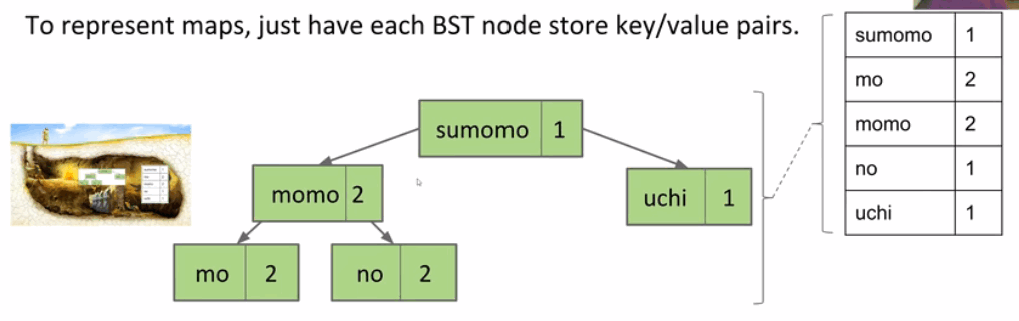 To represent maps, just have each BST node store key/value pairs.
sumomo 1
momo 2
uchi 1
mo 2
no 2
sumomo 1
mo 2
momo 2
no 1
uchi 1